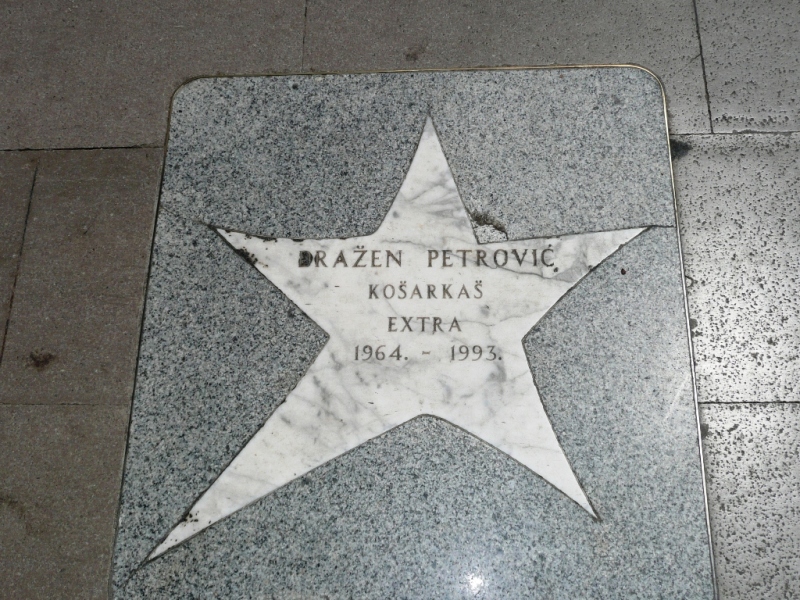 DRAŽEN PETROVIĆ
KOŠARKAŠ
EXTRA
1964. - 1993.